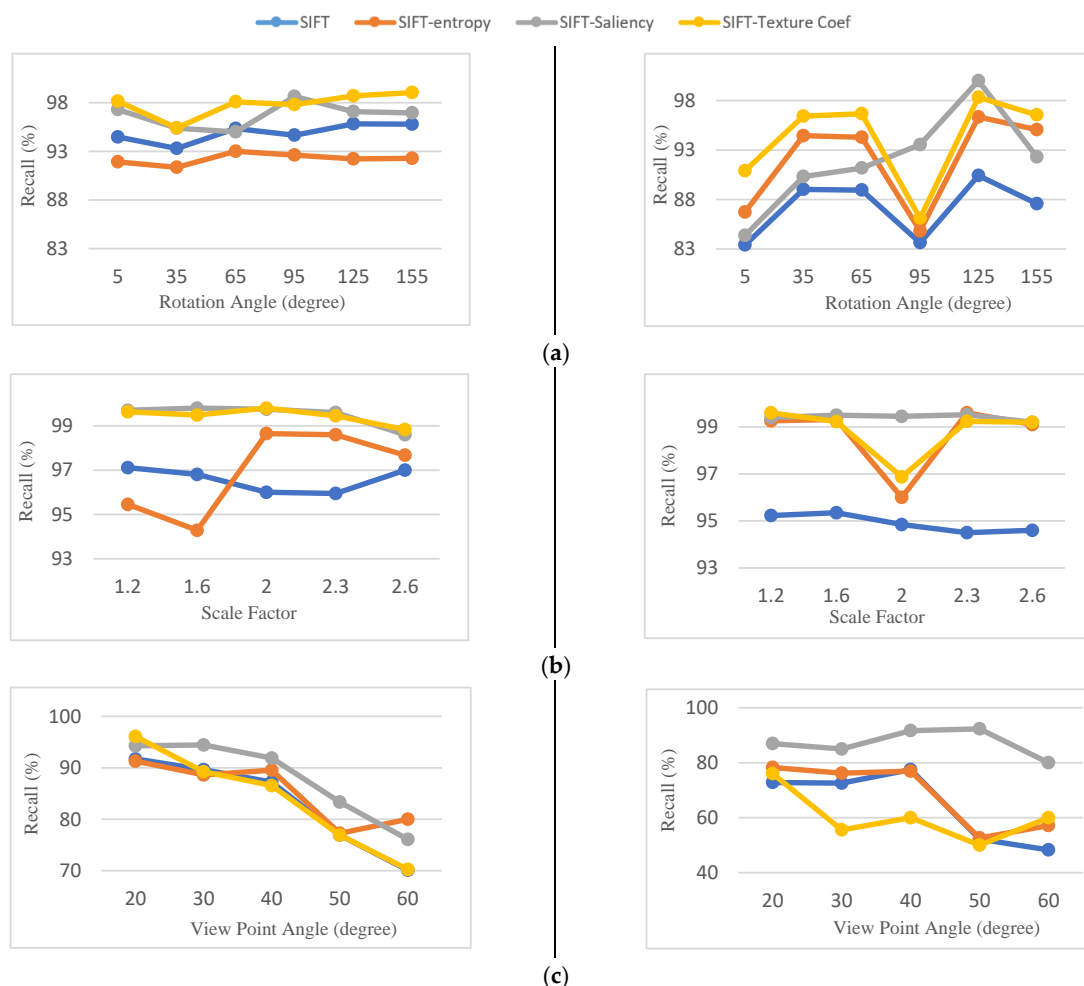 SIFT SIFT-entropy SIFT-Saliency SIFT-Texture Coef
98
93
88
83
Recall (%)
5 35 65 95 125 155
Rotation Angle (degree)
98
93
88
83
Recall (%)
5 35 65 95 125 155
Rotation Angle (degree)
(a)
99
97
95
93
Recall (%)
1.2 1.6 2 2.3 2.6
Scale Factor
99
97
95
93
Recall (%)
1.2 1.6 2 2.3 2.6
Scale Factor
(b)
100
90
80
70
Recall (%)
20 30 40 50 60
View Point Angle (degree)
100
80
60
40
Recall (%)
20 30 40 50 60
View Point Angle (degree)
(c)